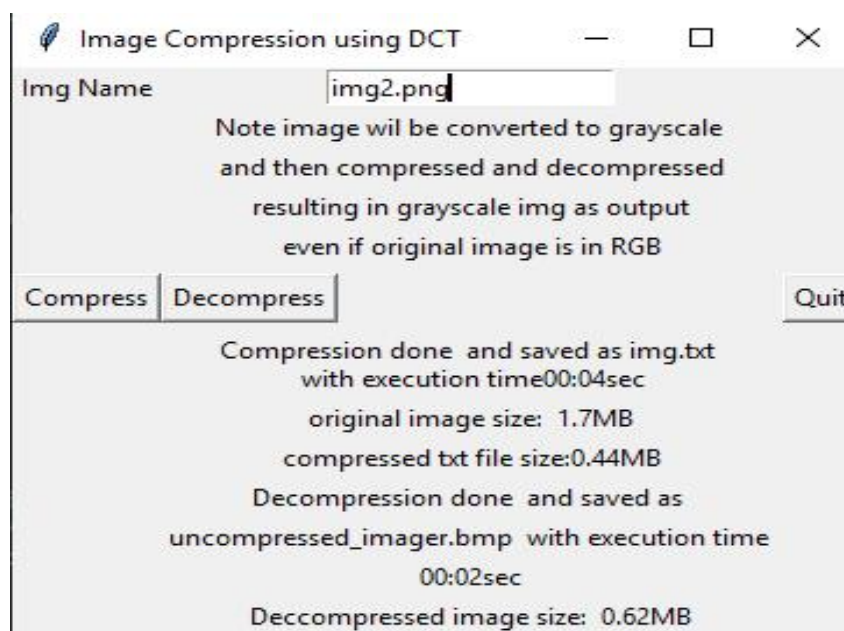 Image Compression using DCT
Img Name img2.png
Note image wil be converted to grayscale
and then compressed and decompressed
resulting in grayscale img as output
even if original image is in RGB
Compress Decompress Quit
Compression done and saved as img.txt
with execution time00:04sec
original image size: 1.7MB
compressed txt file size:0.44MB
Decompression done and saved as
uncompressed_imager.bmp with execution time
00:02sec
Deccompressed image size: 0.62MB